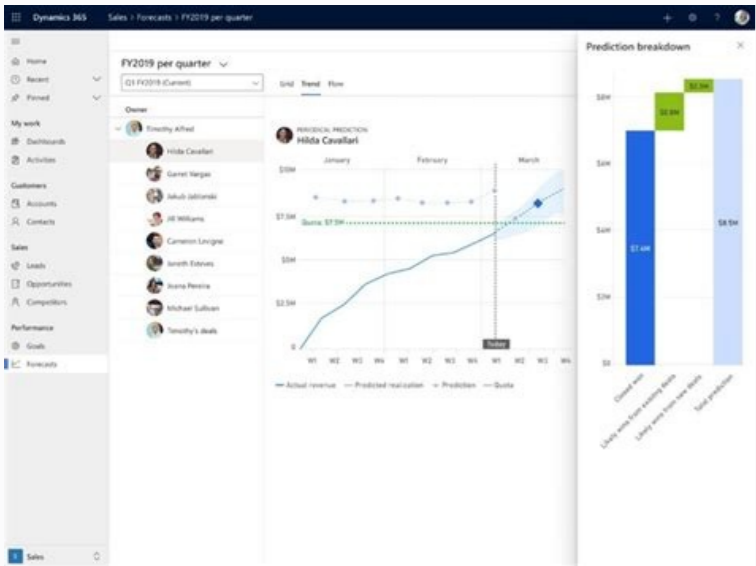 Dynamics 365
Sales > Forecasts > FY2019 per quarter
?
Home
Recent
Pinned
My work
Dashboards
Activities
Customers
Accounts
Contacts
Sales
Leads
Opportunities
Competitors
Performance
Goals
Forecasts
S Sales
FY2019 per quarter
Q1 FY2019 (Current)
Owner
Timothy Alfred
Hilda Cavallari
Garret Vargas
Jakub Jablonski
Jill Williams
Cameron Levigne
Janeth Esteves
Joana Pereira
Michael Sullivan
Timothy's deals
Grid Trend Flow
PERIODICAL PREDICTION
Hilda Cavallari
January February March
$10M
$7.5M
Quota: $7.5M
$2.5M
0
Today
W1 W2 W3 W4 W1 W2 W3 W4 W1 W2 W3 W4
Actual revenue Predicted realization Prediction Quota
Prediction breakdown
$8M
$6M
$4M
$2M
$0
$7.4M
$0.8M
$8.5M
Closed won
Likely wins from existing deals
Likely wins from new deals
Total prediction